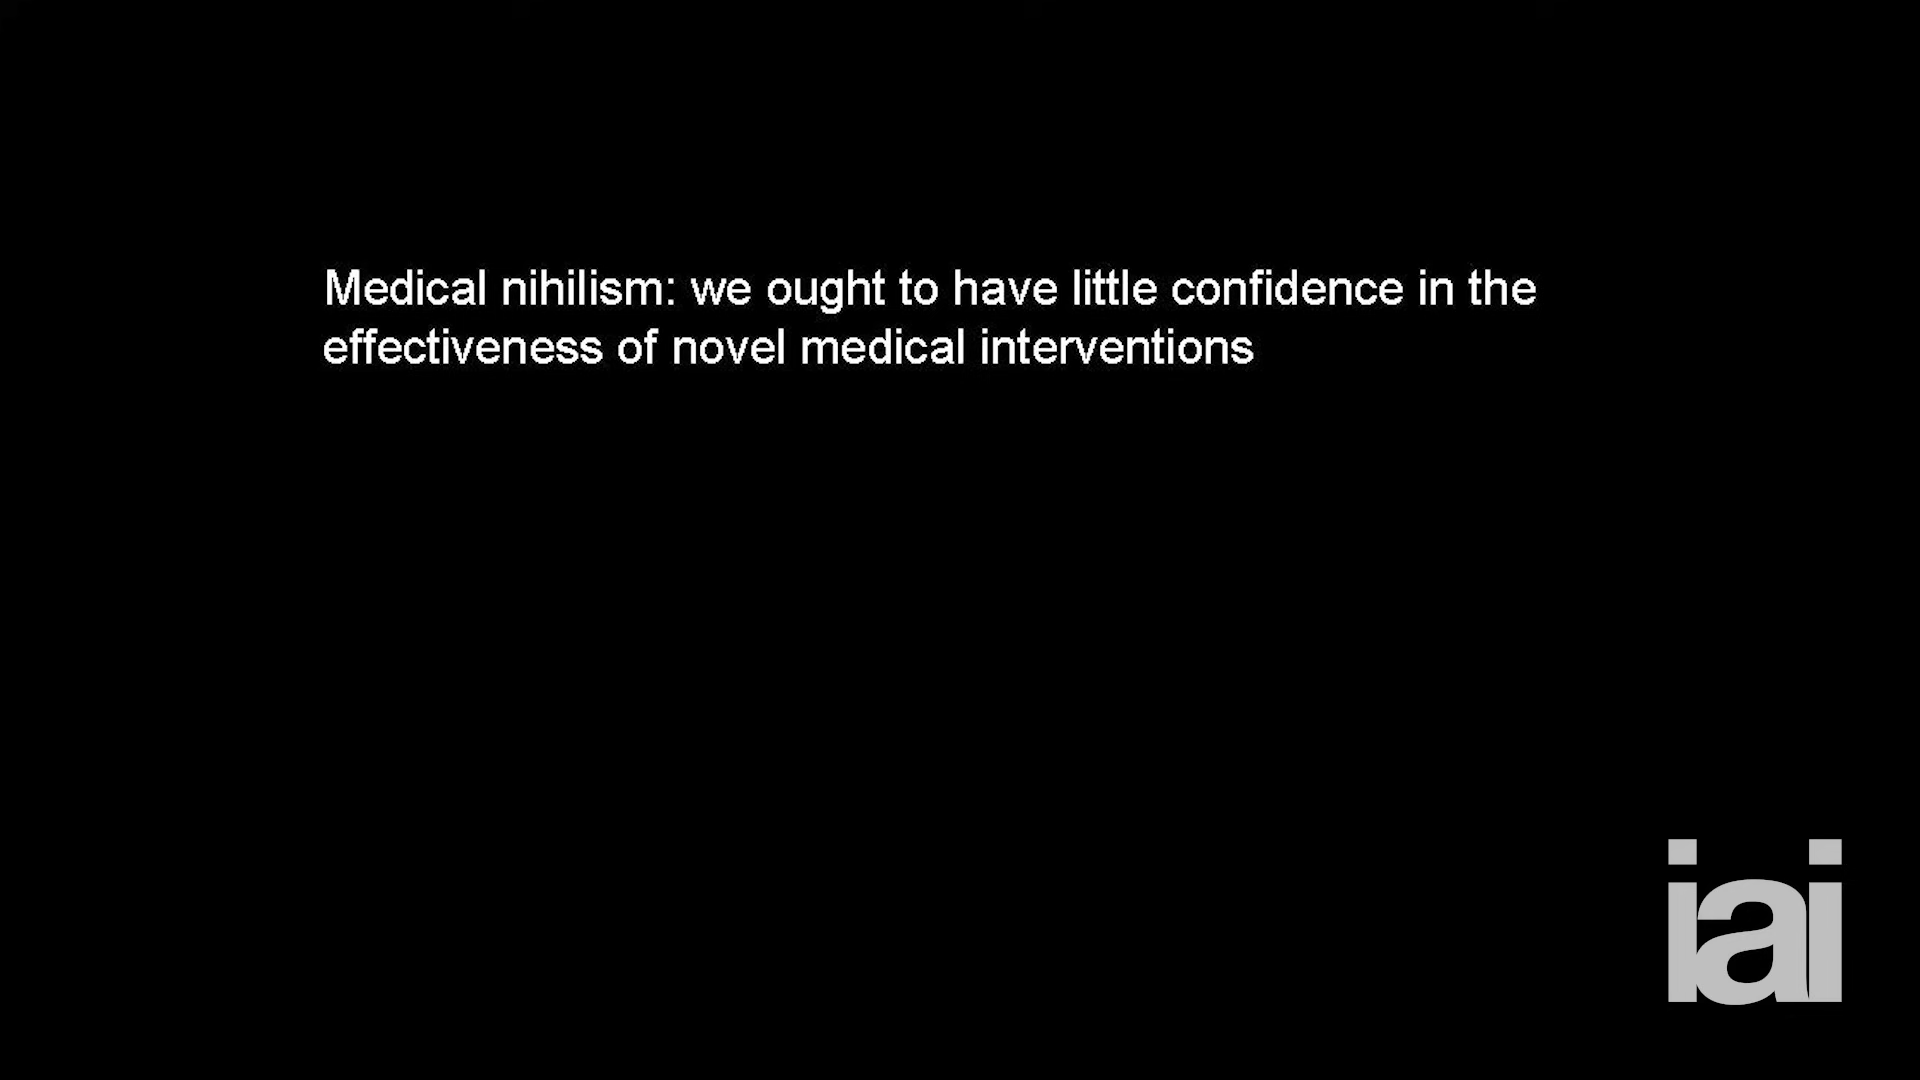 Medical nihilism: we ought to have little confidence in the
effectiveness of novel medical interventions
iai